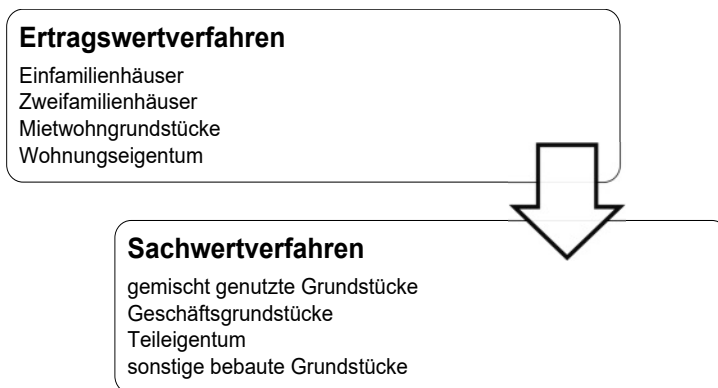 Ertragswertverfahren
Einfamilienhäuser
Zweifamilienhäuser
Mietwohngrundstücke
Wohnungseigentum
Sachwertverfahren
gemischt genutzte Grundstücke
Geschäftsgrundstücke
Teileigentum
sonstige bebaute Grundstücke